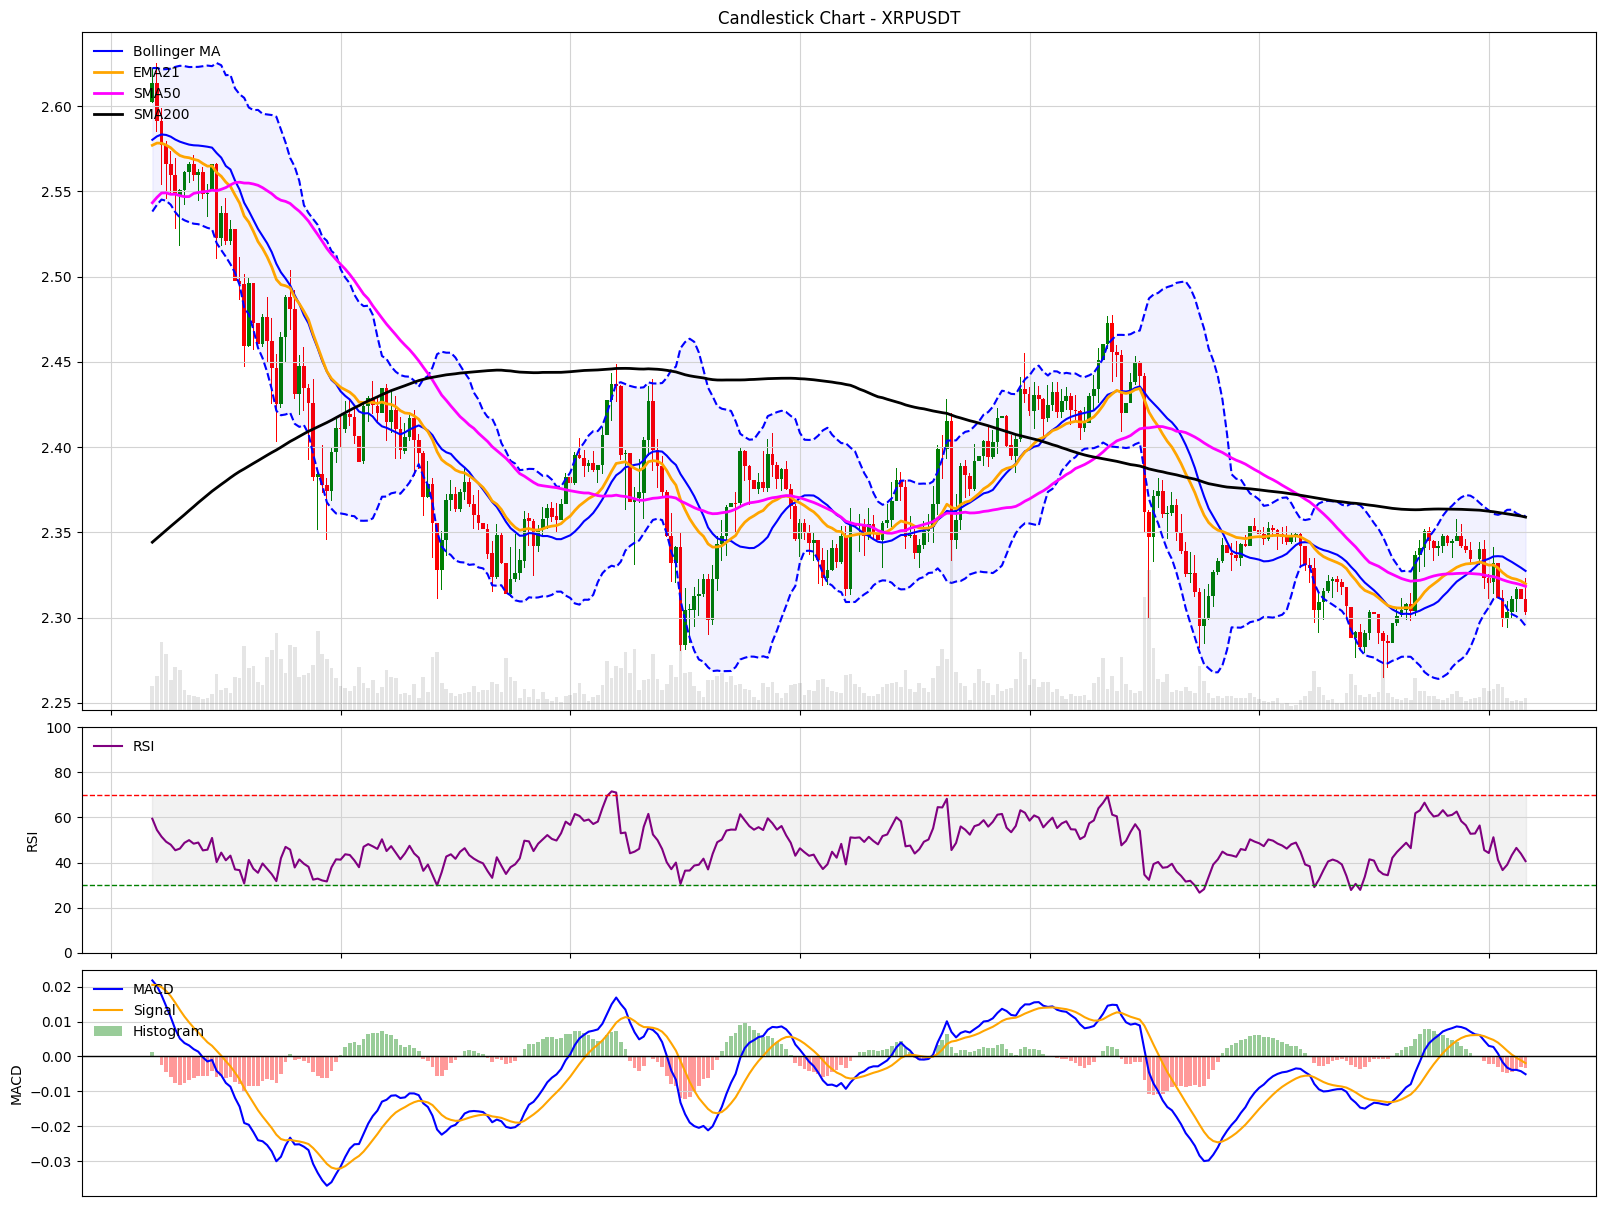 Candlestick Chart - XRPUSDT
Bollinger MA
EMA21
SMA50
SMA200
2.60
2.55
2.50
2.45
2.40
2.35
2.30
2.25
RSI
100
80
60
40
20
0
RSI
MACD
Signal
Histogram
0.02
0.01
0.00
−0.01
−0.02
−0.03
MACD